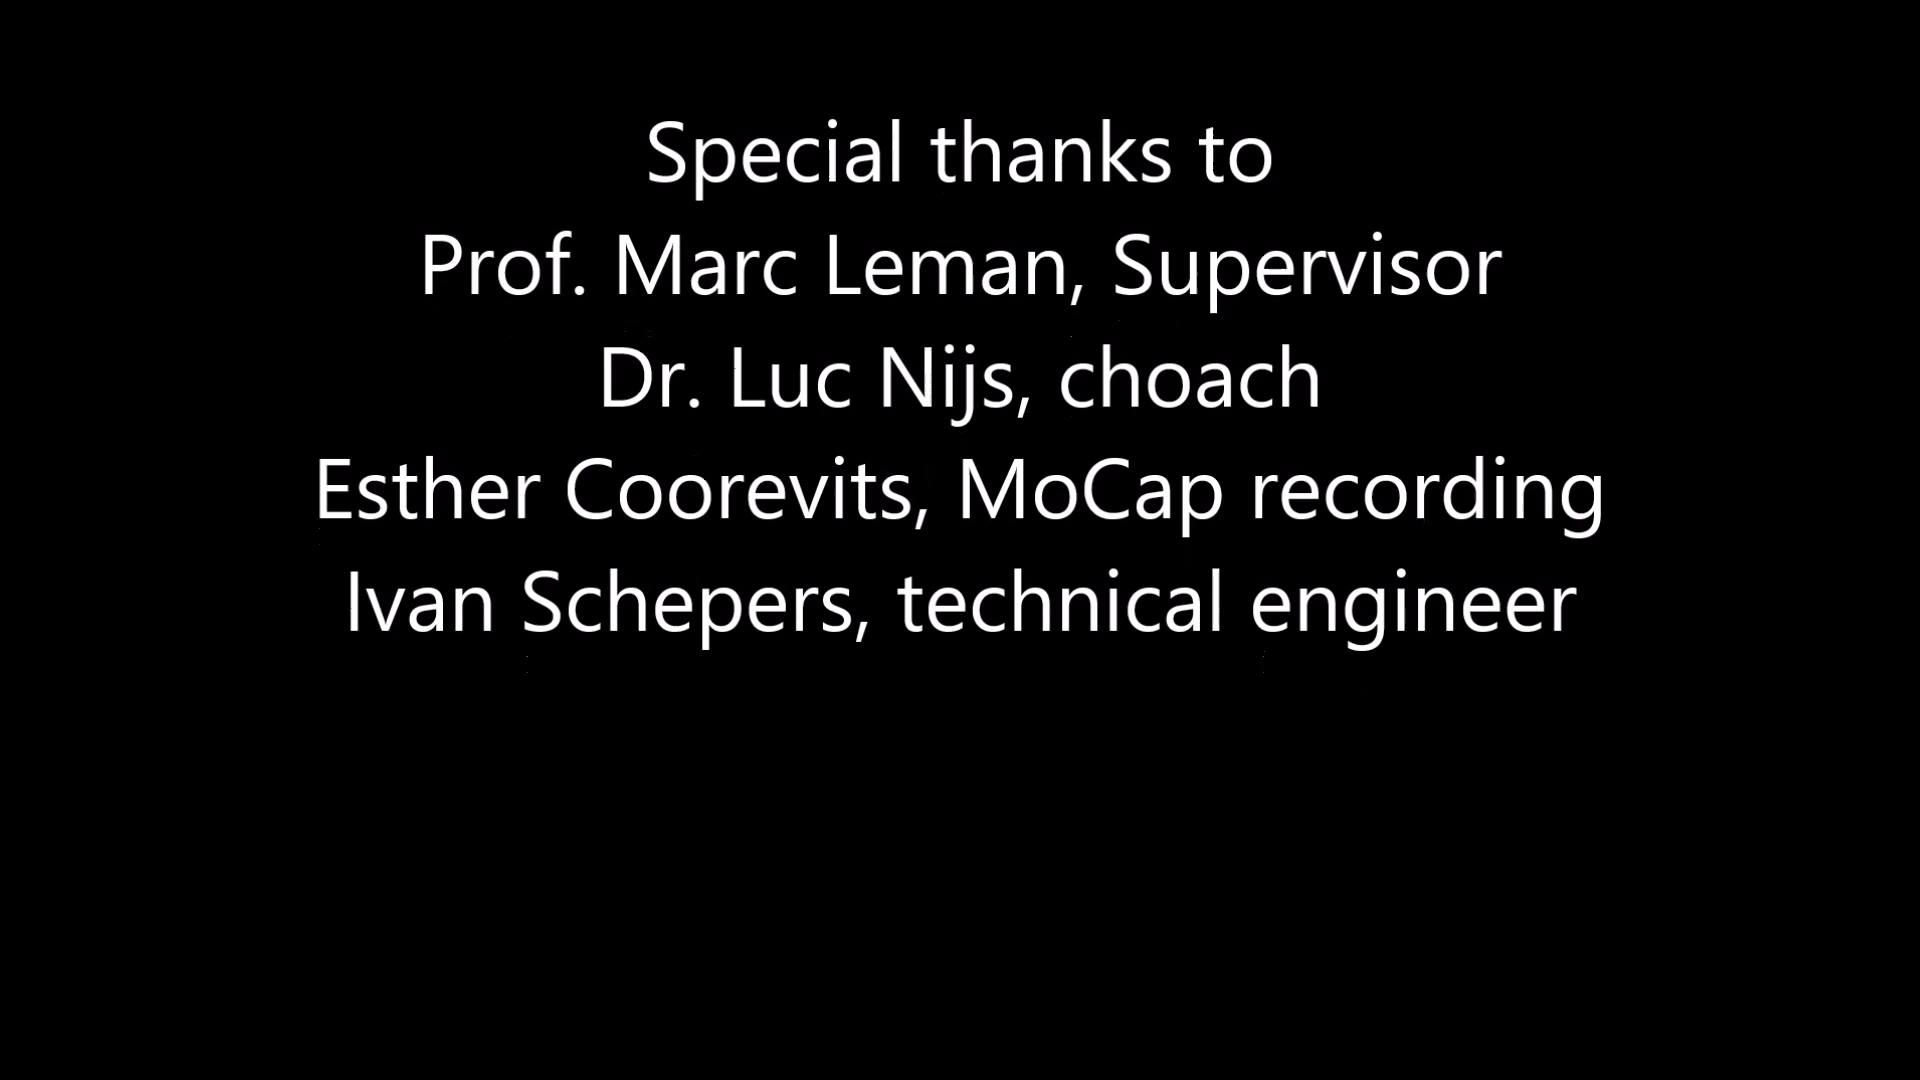 Special thanks to
Prof. Marc Leman, Supervisor
Dr. Luc Nijs, choach
Esther Coorevits, MoCap recording
Ivan Schepers, technical engineer